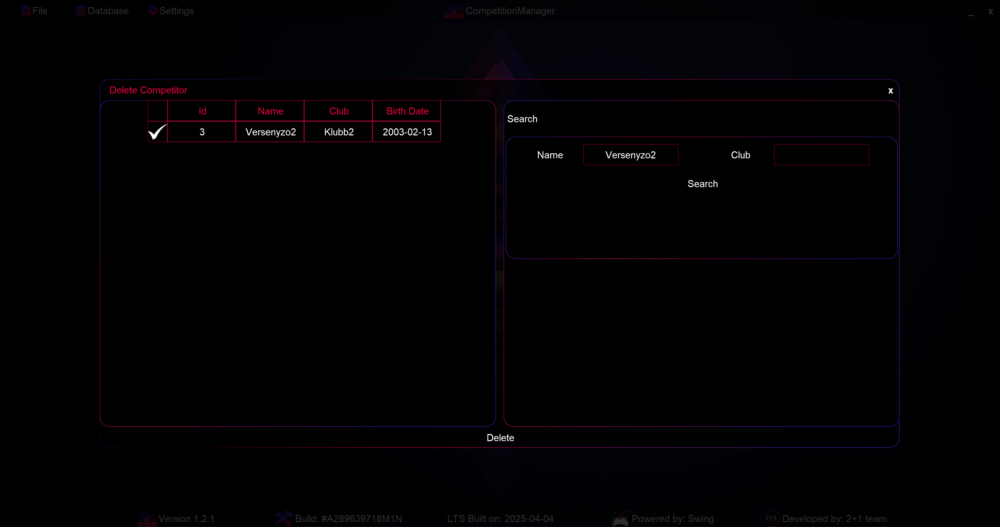 File Database Settings CompetitionManager _ x
Delete Competitor x
Id Name Club Birth Date
3 Versenyzo2 Klubb2 2003-02-13
Search
Name Versenyzo2 Club
Search
Delete
Version 1.2.1 Build: #A289639718M1N LTS Built on: 2025-04-04 Powered by: Swing 2+1 Developed by: 2+1 team